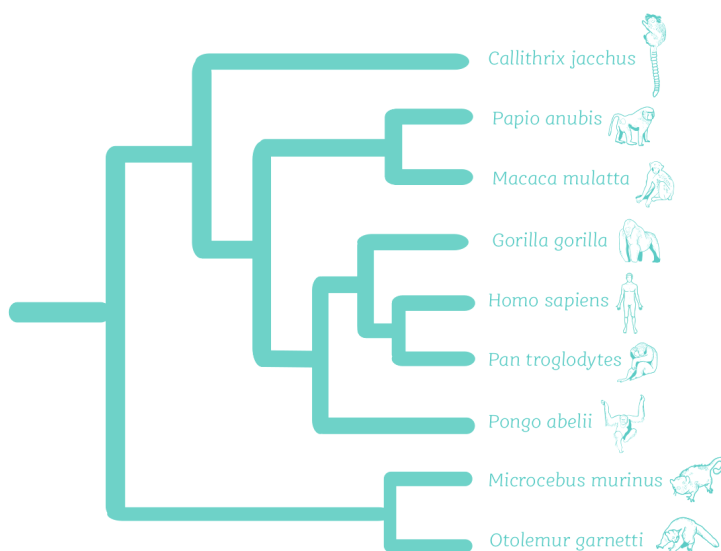 Callithrix jacchus
Papio anubis
Macaca mulatta
Gorilla gorilla
Homo sapiens
Pan troglodytes
Pongo abelii
Microcebus murinus
Otolemur garnetti